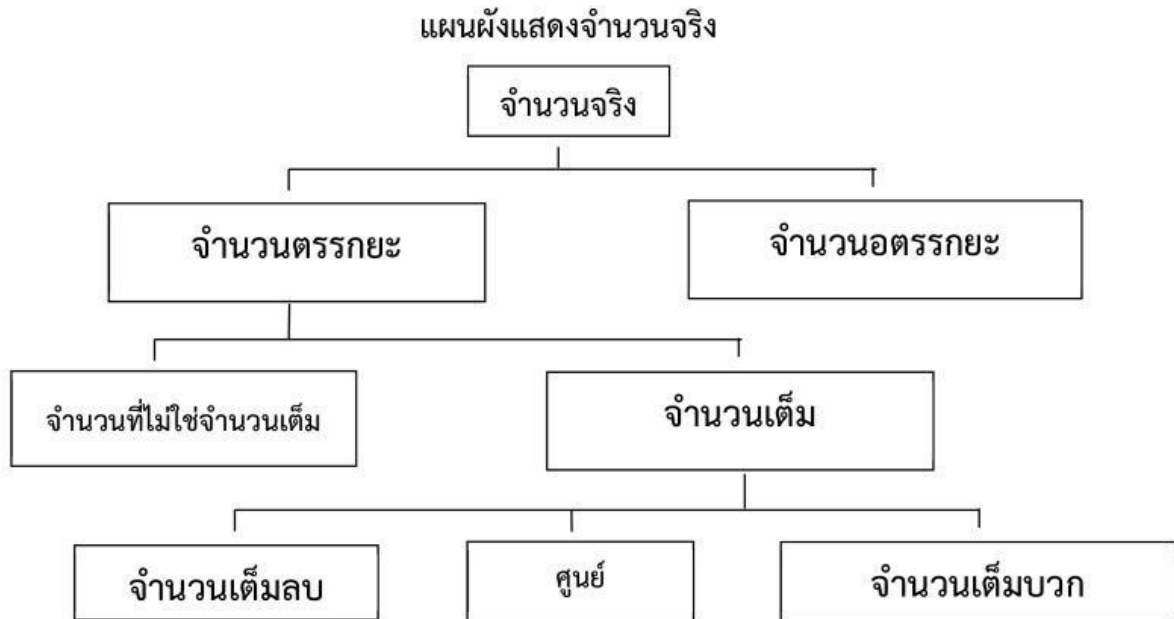 แผนผังแสดงจำนวนจริง
จำนวนจริง
จำนวนตรรกยะ
จำนวนอตรรกยะ
จำนวนที่ไม่ใช่จำนวนเต็ม
จำนวนเต็ม
จำนวนเต็มลบ
ศูนย์
จำนวนเต็มบวก